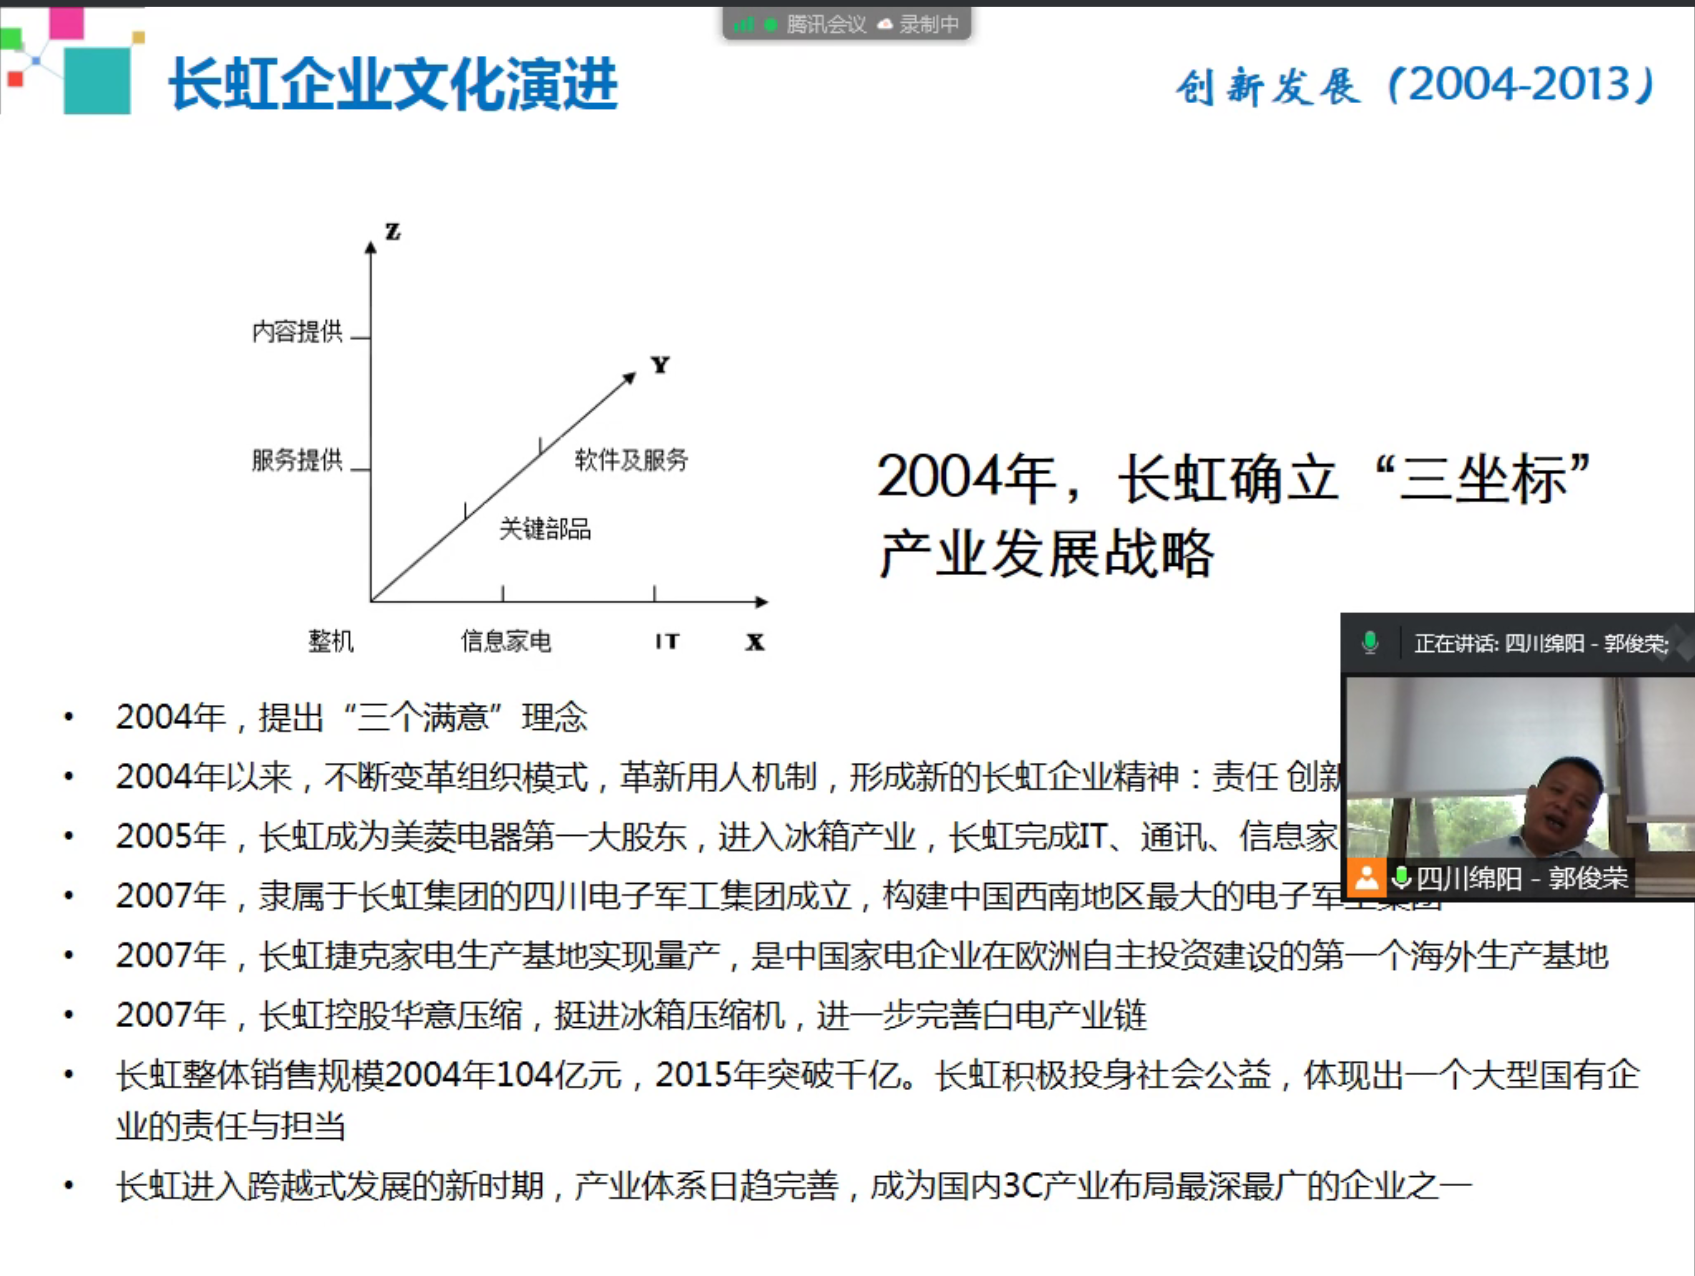 腾讯会议 录制中
长虹企业文化演进
创新发展（2004-2013）
Z
内容提供
Y
服务提供
软件及服务
关键部品
整机
信息家电
IT
X
2004年，长虹确立“三坐标”
产业发展战略
正在讲话: 四川绵阳 - 郭俊荣;
四川绵阳 - 郭俊荣
• 2004年，提出“三个满意”理念
• 2004年以来，不断变革组织模式，革新用人机制，形成新的长虹企业精神：责任 创新
• 2005年，长虹成为美菱电器第一大股东，进入冰箱产业，长虹完成IT、通讯、信息家
• 2007年，隶属于长虹集团的四川电子军工集团成立，构建中国西南地区最大的电子军工集团
• 2007年，长虹捷克家电生产基地实现量产，是中国家电企业在欧洲自主投资建设的第一个海外生产基地
• 2007年，长虹控股华意压缩，挺进冰箱压缩机，进一步完善白电产业链
• 长虹整体销售规模2004年104亿元，2015年突破千亿。长虹积极投身社会公益，体现出一个大型国有企
业的责任与担当
• 长虹进入跨越式发展的新时期，产业体系日趋完善，成为国内3C产业布局最深最广的企业之一